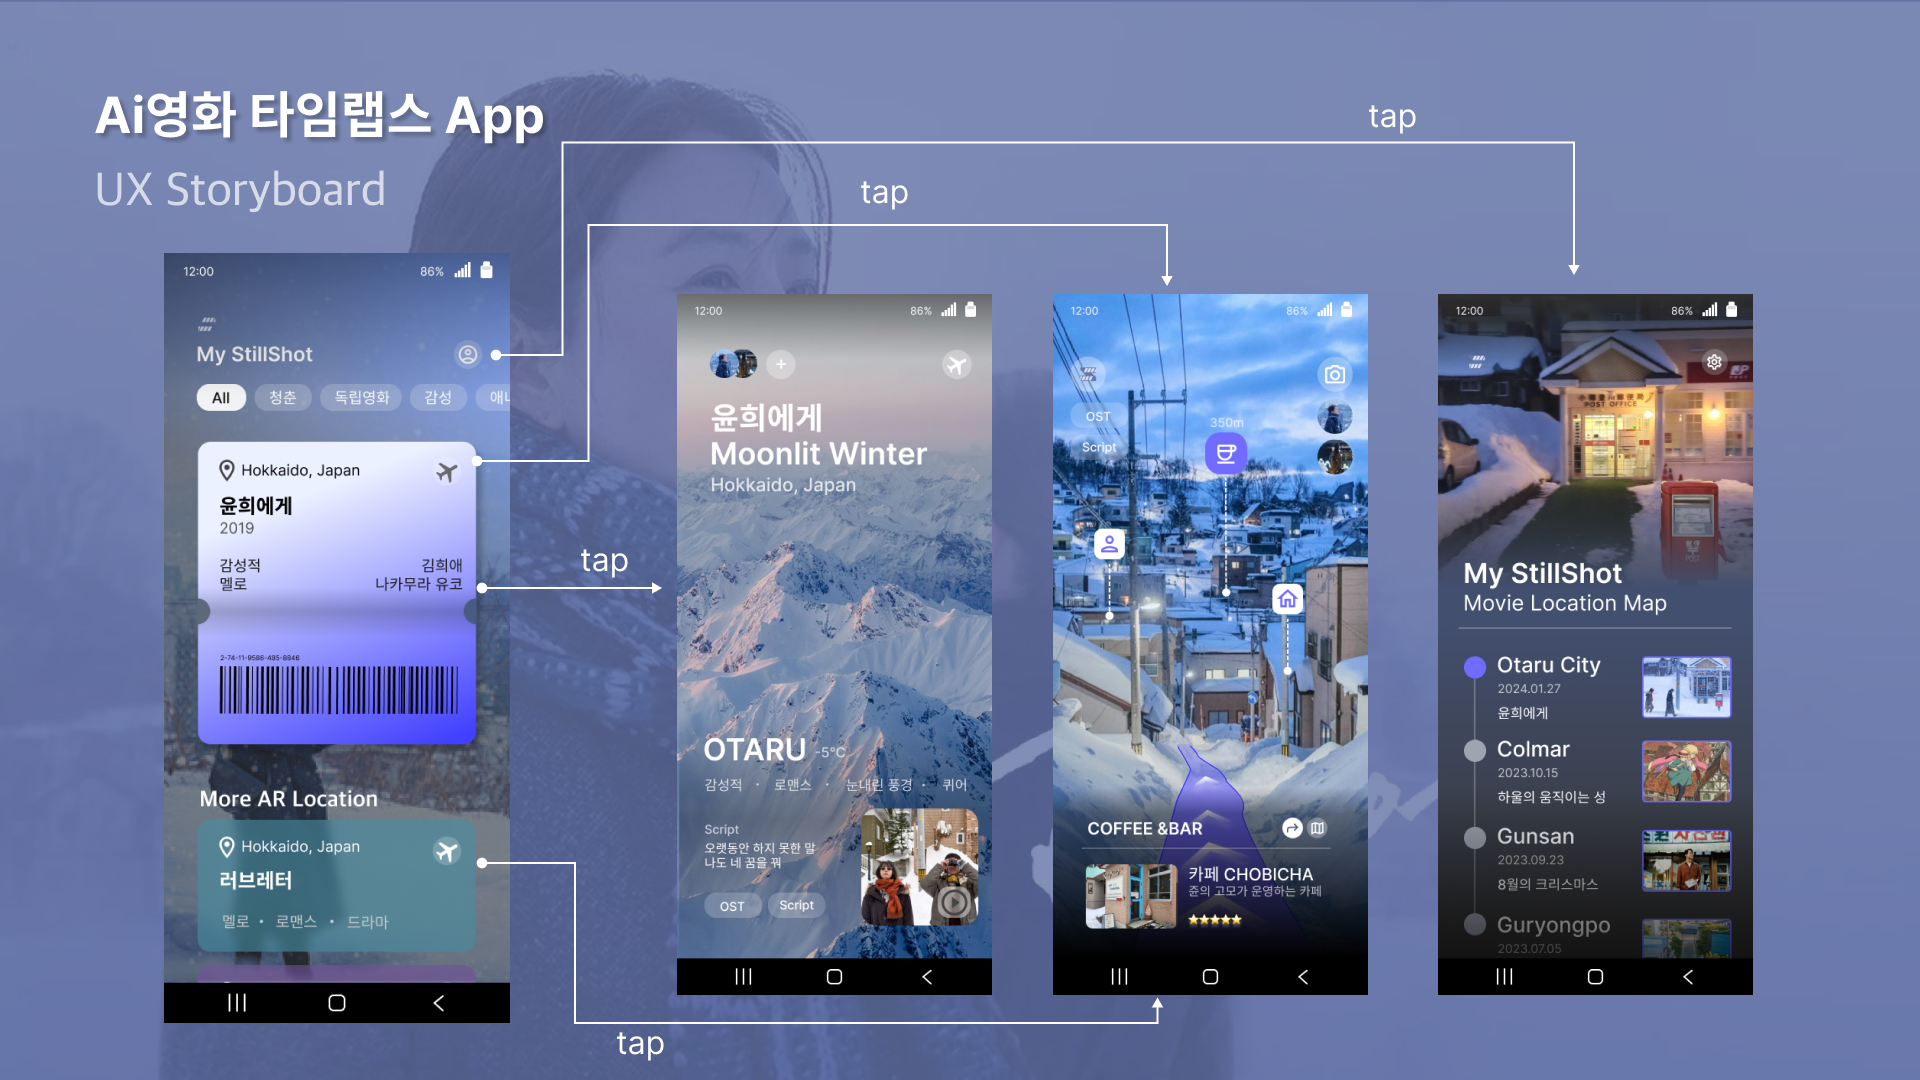 Ai영화 타임랩스 App
UX Storyboard
tap
tap
tap
tap
12:00
86%
My StillShot
All
청춘
독립영화
감성
애니
Hokkaido, Japan
윤희에게
2019
감성적
멜로
김희애
나카무라 유코
2-74-11-9586-485-8846
More AR Location
Hokkaido, Japan
러브레터
멜로 · 로맨스 · 드라마
12:00
86%
윤희에게
Moonlit Winter
Hokkaido, Japan
OTARU -5°C
감성적 · 로맨스 · 눈내린 풍경 · 퀴어
Script
오랫동안 하지 못한 말
나도 네 꿈을 꿔
OST
Script
12:00
86%
OST
Script
350m
COFFEE &BAR
카페 CHOBICHA
쥰의 고모가 운영하는 카페
12:00
86%
POST OFFICE
POST
My StillShot
Movie Location Map
Otaru City
2024.01.27
윤희에게
Colmar
2023.10.15
하울의 움직이는 성
Gunsan
2023.09.23
8월의 크리스마스
Guryongpo
2023.07.05